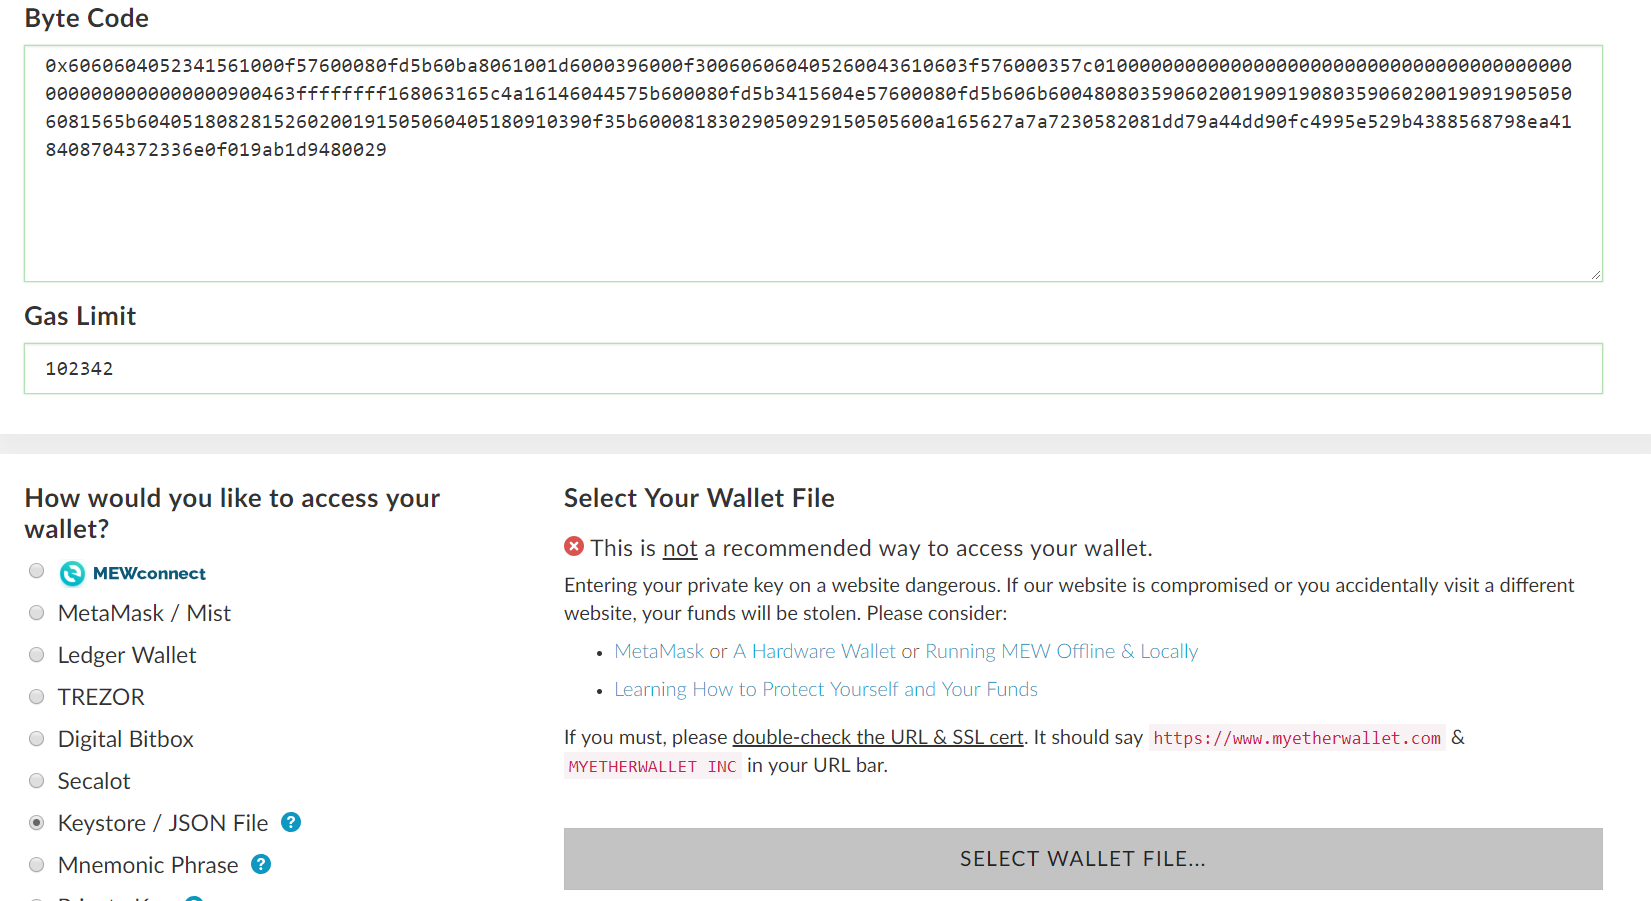 Byte Code
0x6060604052341561000f57600080fd5b60ba8061001d6000396000f300606060405260043610603f576000357c010000000000000000000000000000000000000000
0000000000000000900463ffffffff168063165c4a16146044575b600080fd5b3415604e57600080fd5b606b6004808035906020019091908035906020019091905050
6081565b6040518082815260200191505060405180910390f35b60008183029050929150505600a165627a7a7230582081dd79a44dd90fc4995e529b4388568798ea41
8408704372336e0f019ab1d9480029
Gas Limit
102342
How would you like to access your
wallet?
MEWconnect
MetaMask / Mist
Ledger Wallet
TREZOR
Digital Bitbox
Secalot
Keystore / JSON File ?
Mnemonic Phrase ?
Select Your Wallet File
This is not a recommended way to access your wallet.
Entering your private key on a website dangerous. If our website is compromised or you accidentally visit a different
website, your funds will be stolen. Please consider:
• MetaMask or A Hardware Wallet or Running MEW Offline & Locally
• Learning How to Protect Yourself and Your Funds
If you must, please double-check the URL & SSL cert. It should say https://www.myetherwallet.com &
MYETHERWALLET INC in your URL bar.
SELECT WALLET FILE...